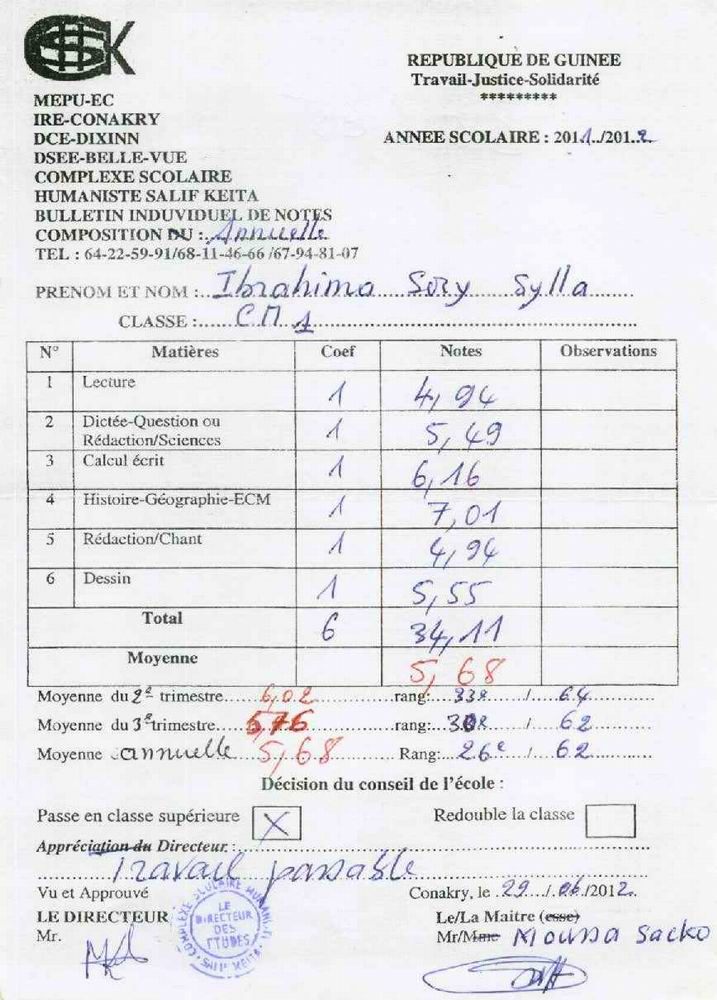 REPUBLIQUE DE GUINEE
Travail-Justice-Solidarité
*********
MEPU-EC
IRE-CONAKRY
DCE-DIXINN
ANNEE SCOLAIRE : 2011../201.2
DSEE-BELLE-VUE
COMPLEXE SCOLAIRE
HUMANISTE SALIF KEITA
BULLETIN INDUVIDUEL DE NOTES
COMPOSITION DU :. Annuelle
TEL : 64-22-59-91/68-11-46-66 /67-94-81-07
PRENOM ET NOM :.. Ibrahima Sory Sylla
CLASSE :..... CM1
N° Matières Coef Notes Observations
1 Lecture 1 4,94
2 Dictée-Question ou Rédaction/Sciences 1 5,49
3 Calcul écrit 1 6,16
4 Histoire-Géographie-ECM 1 7,01
5 Rédaction/Chant 1 4,94
6 Dessin 1 5,55
Total 6 34,11
Moyenne 5,68
Moyenne du 2e trimestre 6,02 rang: 33e / 64
Moyenne du 3e trimestre 5,76 rang: 30e / 62
Moyenne annuelle 5,68 Rang: 26e / 62
Décision du conseil de l'école :
Passe en classe supérieure X Redouble la classe
Appréciation du Directeur :
Travail passable
Vu et Approuvé Conakry, le 29 / 06/2012
LE DIRECTEUR Le/La Maitre (esse)
Mr. Mr/Mme Moussa Sacko
LE DIRECTEUR DES ETUDES